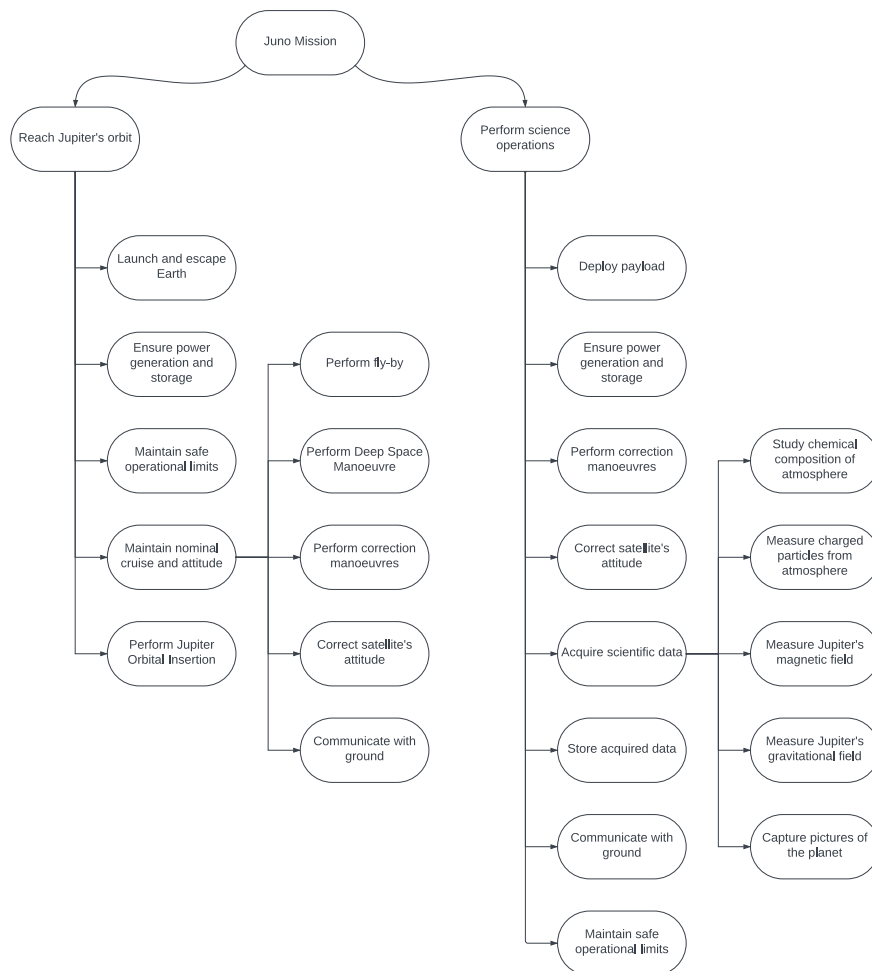 Juno Mission
Reach Jupiter's orbit
Perform science
operations
Launch and escape
Earth
Ensure power
generation and
storage
Maintain safe
operational limits
Maintain nominal
cruise and attitude
Perform Jupiter
Orbital Insertion
Perform fly-by
Perform Deep Space
Manoeuvre
Perform correction
manoeuvres
Correct satellite's
attitude
Communicate with
ground
Deploy payload
Ensure power
generation and
storage
Perform correction
manoeuvres
Correct satellite's
attitude
Acquire scientific data
Store acquired data
Communicate with
ground
Maintain safe
operational limits
Study chemical
composition of
atmosphere
Measure charged
particles from
atmosphere
Measure Jupiter's
magnetic field
Measure Jupiter's
gravitational field
Capture pictures of
the planet